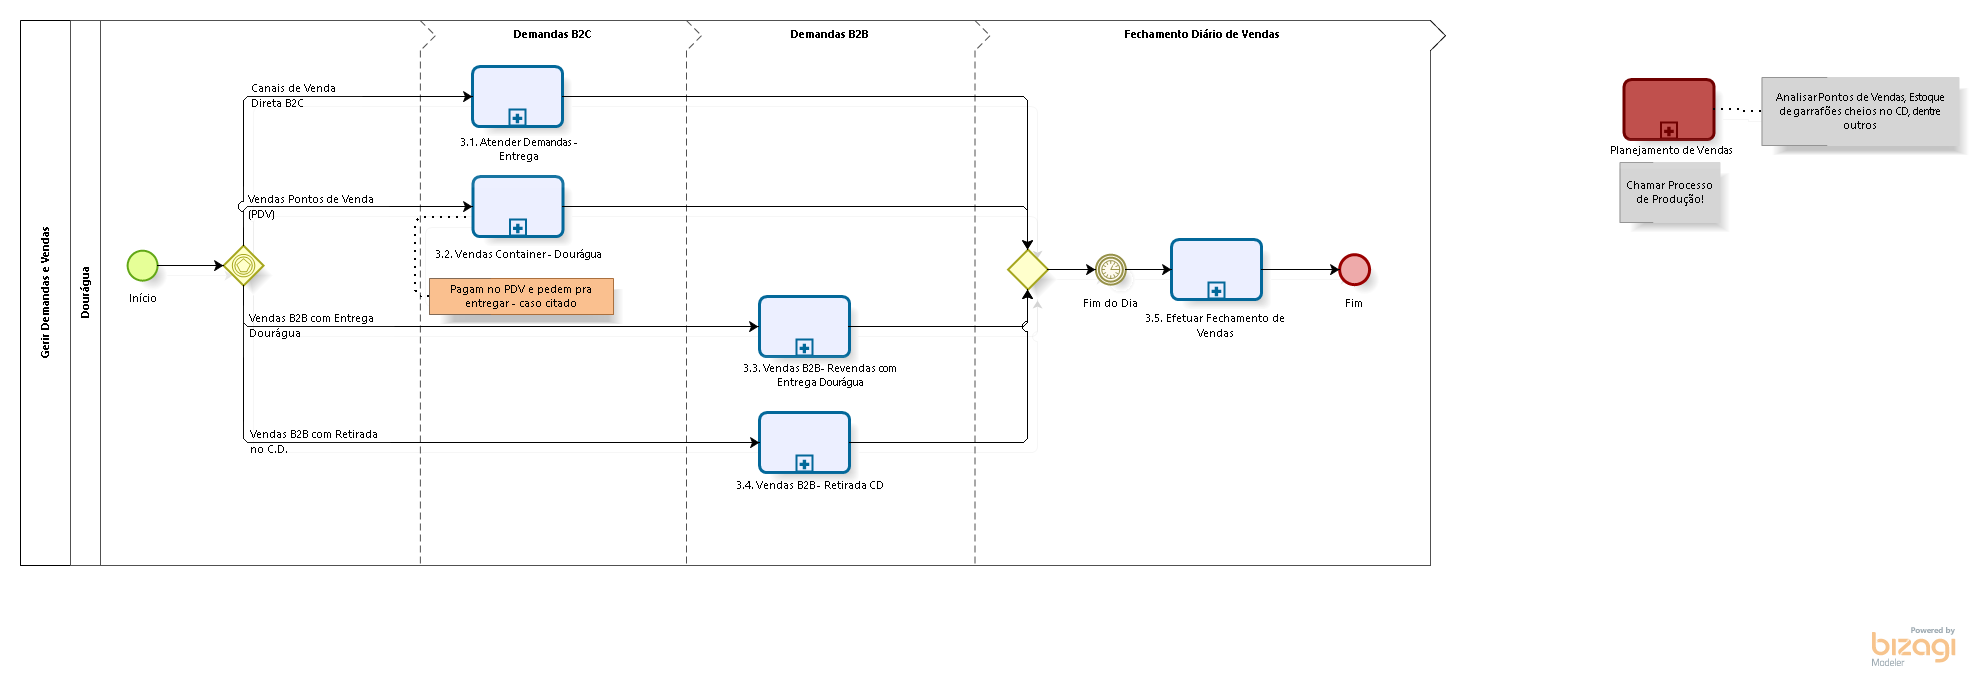 Gerir Demandas e Vendas
Dourágua
Demandas B2C
Demandas B2B
Fechamento Diário de Vendas
Início
Canais de Venda
Direta B2C
3.1. Atender Demandas -
Entrega
Vendas Pontos de Venda
(PDV)
3.2. Vendas Container - Dourágua
Pagam no PDV e pedem pra
entregar - caso citado
Vendas B2B com Entrega
Dourágua
3.3. Vendas B2B- Revendas com
Entrega Dourágua
Vendas B2B com Retirada
no C.D.
3.4. Vendas B2B- Retirada CD
Fim do Dia
3.5. Efetuar Fechamento de
Vendas
Fim
Planejamento de Vendas
Analisar Pontos de Vendas, Estoque
de garrafões cheios no CD, dentre
outros
Chamar Processo
de Produção!
Powered by
bizagi
Modeler